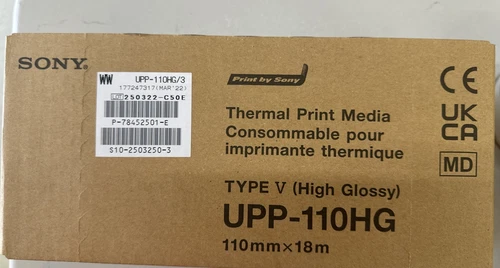 SONY
WW UPP-110HG/3
177247317(MAR'22)
LOT 250322-C50E
P-78452501-E
S10-2503250-3
Print by Sony
CE
UK
CA
MD
Thermal Print Media
Consommable pour
imprimante thermique
TYPE V (High Glossy)
UPP-110HG
110mm×18m